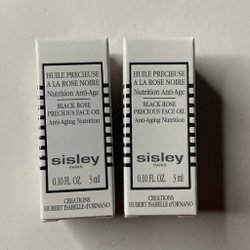 HUILE PRECIEUSE
A LA ROSE NOIRE
Nutrition Anti-Age
BLACK ROSE
PRECIOUS FACE OIL
Anti-Aging Nutrition
sisley
PARIS
0.10 FL. OZ. 3 ml
CREATIONS
HUBERT ISABELLE d'ORNANO
HUILE PRECIEUSE
A LA ROSE NOIRE
Nutrition Anti-Age
BLACK ROSE
PRECIOUS FACE OIL
Anti-Aging Nutrition
sisley
PARIS
0.10 FL. OZ. 3 ml
CREATIONS
HUBERT ISABELLE d'ORNANO